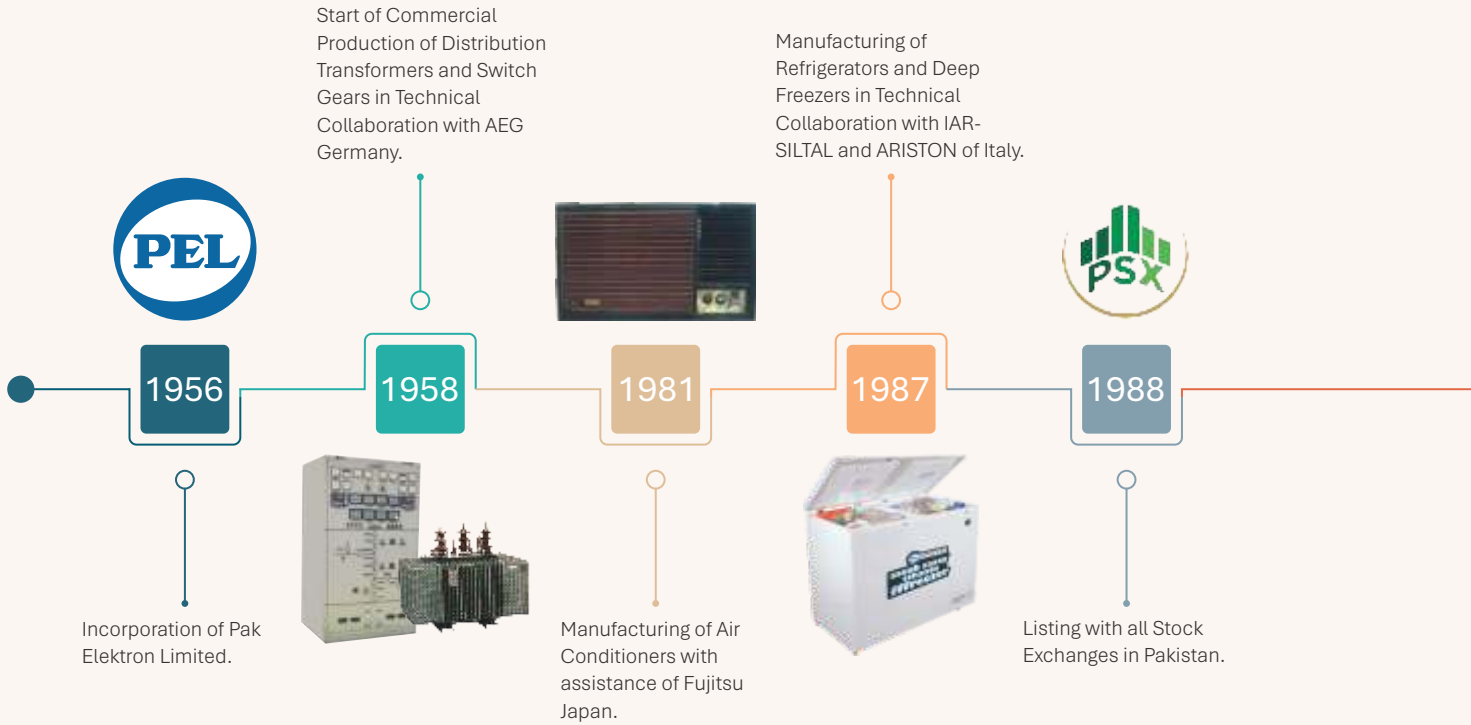 Start of Commercial
Production of Distribution
Transformers and Switch
Gears in Technical
Collaboration with AEG
Germany.
Manufacturing of
Refrigerators and Deep
Freezers in Technical
Collaboration with IAR-
SILTAL and ARISTON of Italy.
PEL
PSX
1956
1958
1981
1987
1988
Incorporation of Pak
Elektron Limited.
Manufacturing of Air
Conditioners with
assistance of Fujitsu
Japan.
Listing with all Stock
Exchanges in Pakistan.